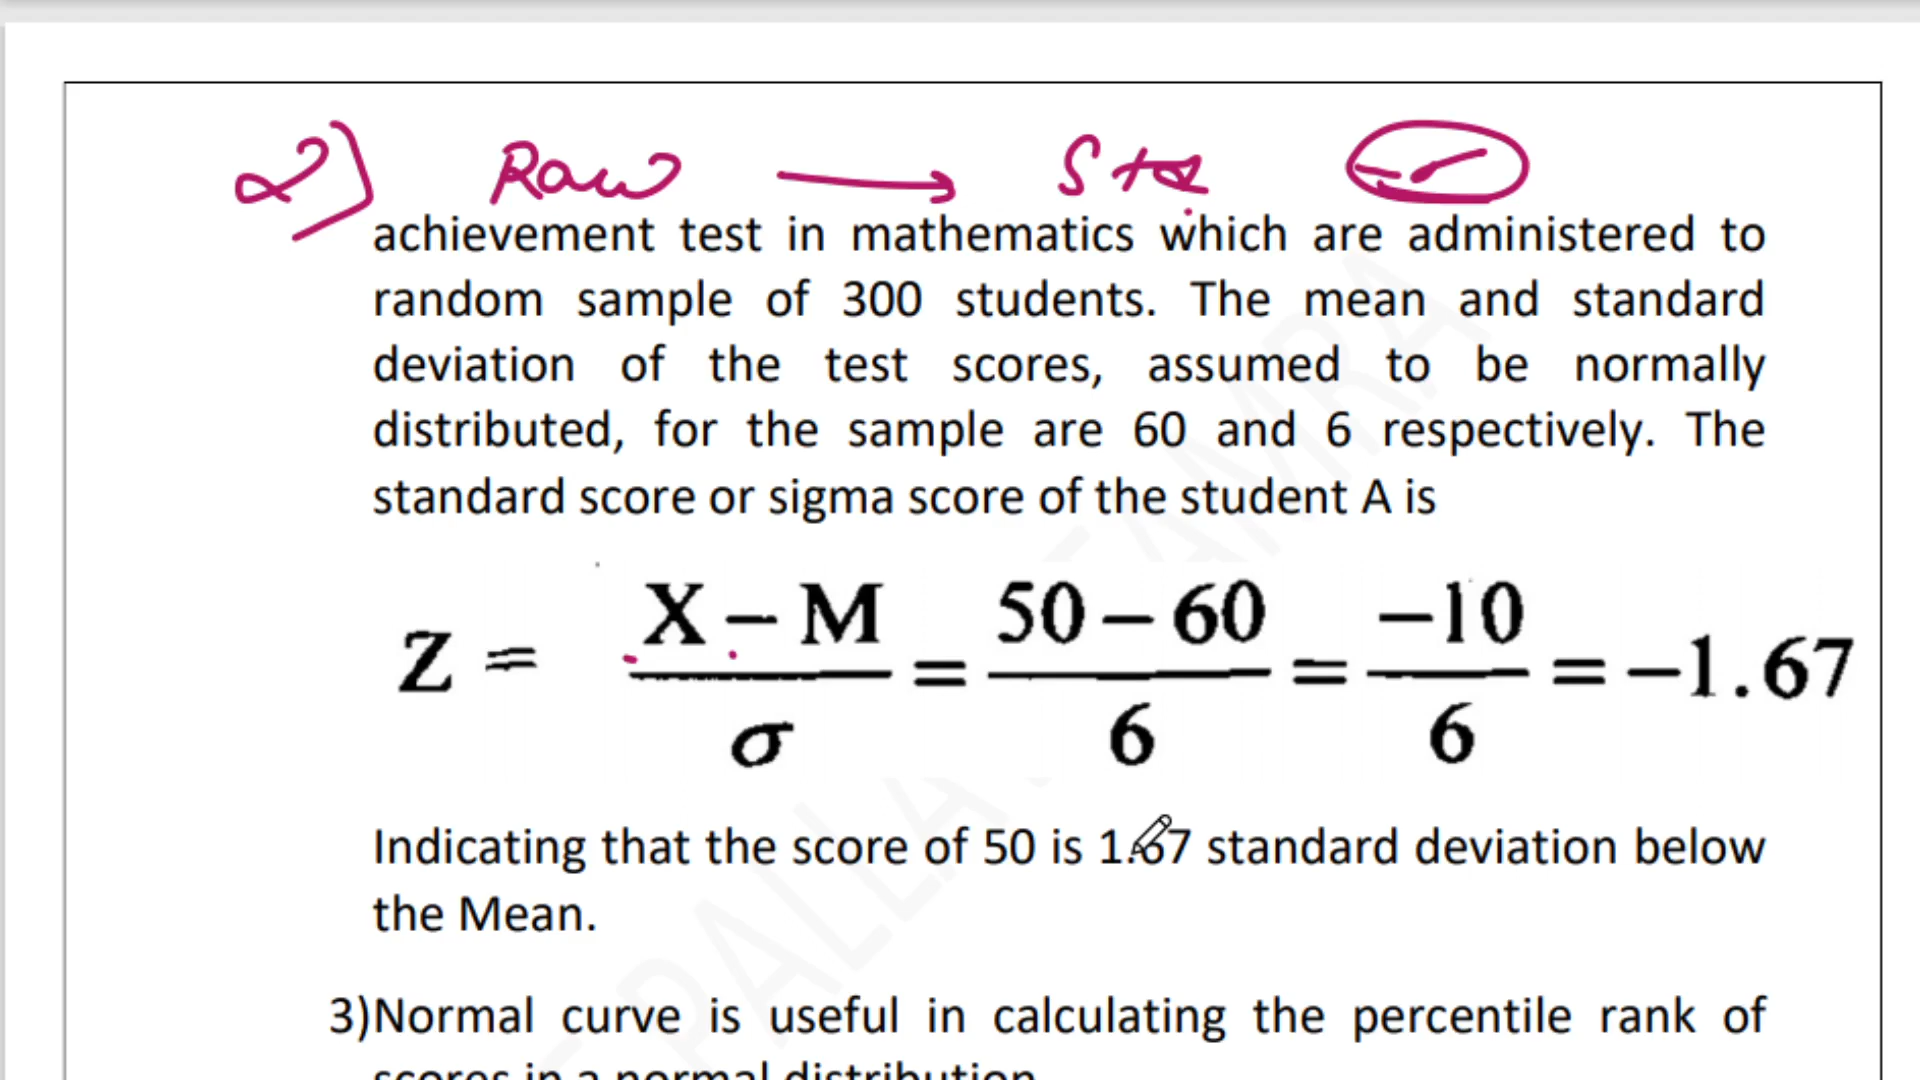 2) Raw → Std
achievement test in mathematics which are administered to
random sample of 300 students. The mean and standard
deviation of the test scores, assumed to be normally
distributed, for the sample are 60 and 6 respectively. The
standard score or sigma score of the student A is
Z = X – M / σ = 50 – 60 / 6 = –10 / 6 = –1.67
Indicating that the score of 50 is 1.67 standard deviation below
the Mean.
3)Normal curve is useful in calculating the percentile rank of
scores in a normal distribution